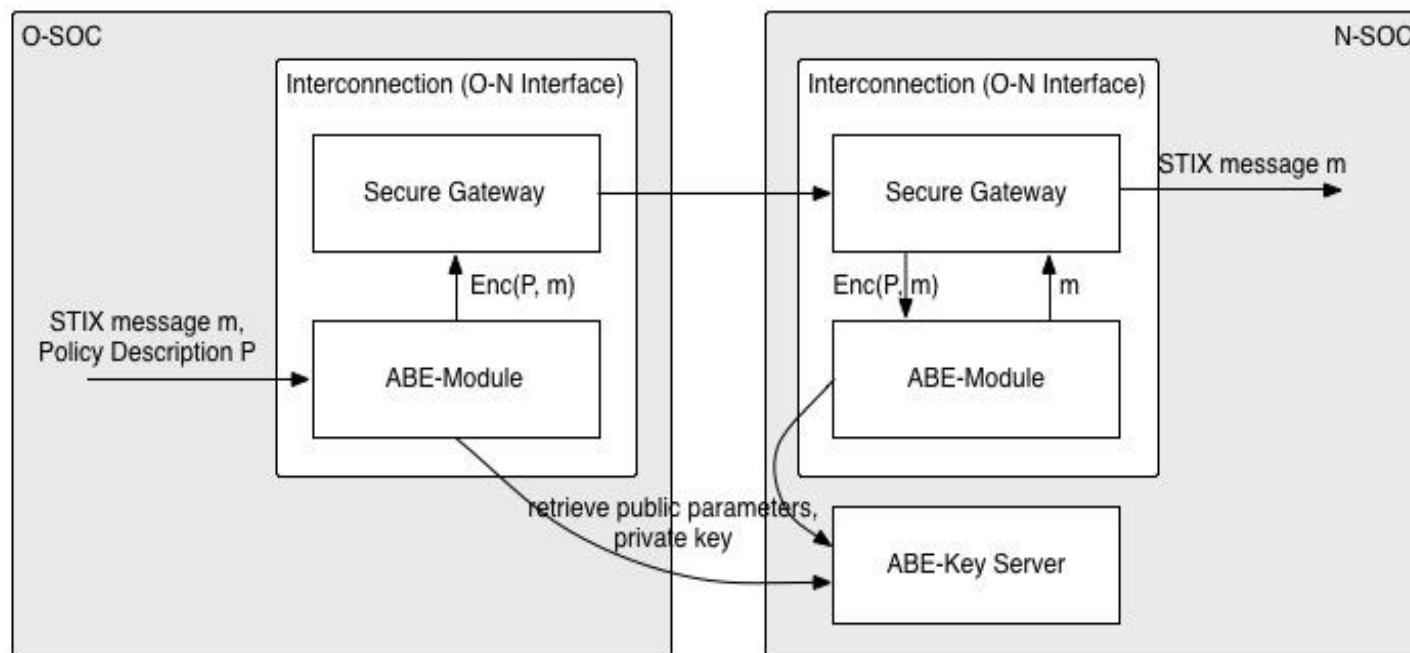 O-SOC
N-SOC
Interconnection (O-N Interface)
Interconnection (O-N Interface)
Secure Gateway
Secure Gateway
STIX message m
Enc(P, m)
Enc(P, m)
m
STIX message m,
Policy Description P
ABE-Module
ABE-Module
retrieve public parameters,
private key
ABE-Key Server